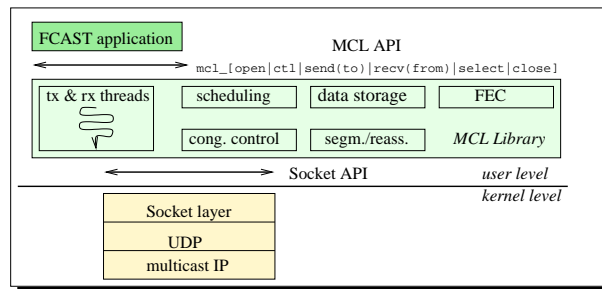 FCAST application
MCL API
mcl_[open|ctl|send(to)|recv(from)|select|close]
tx & rx threads
scheduling
data storage
FEC
cong. control
segm./reass.
MCL Library
Socket API
user level
kernel level
Socket layer
UDP
multicast IP